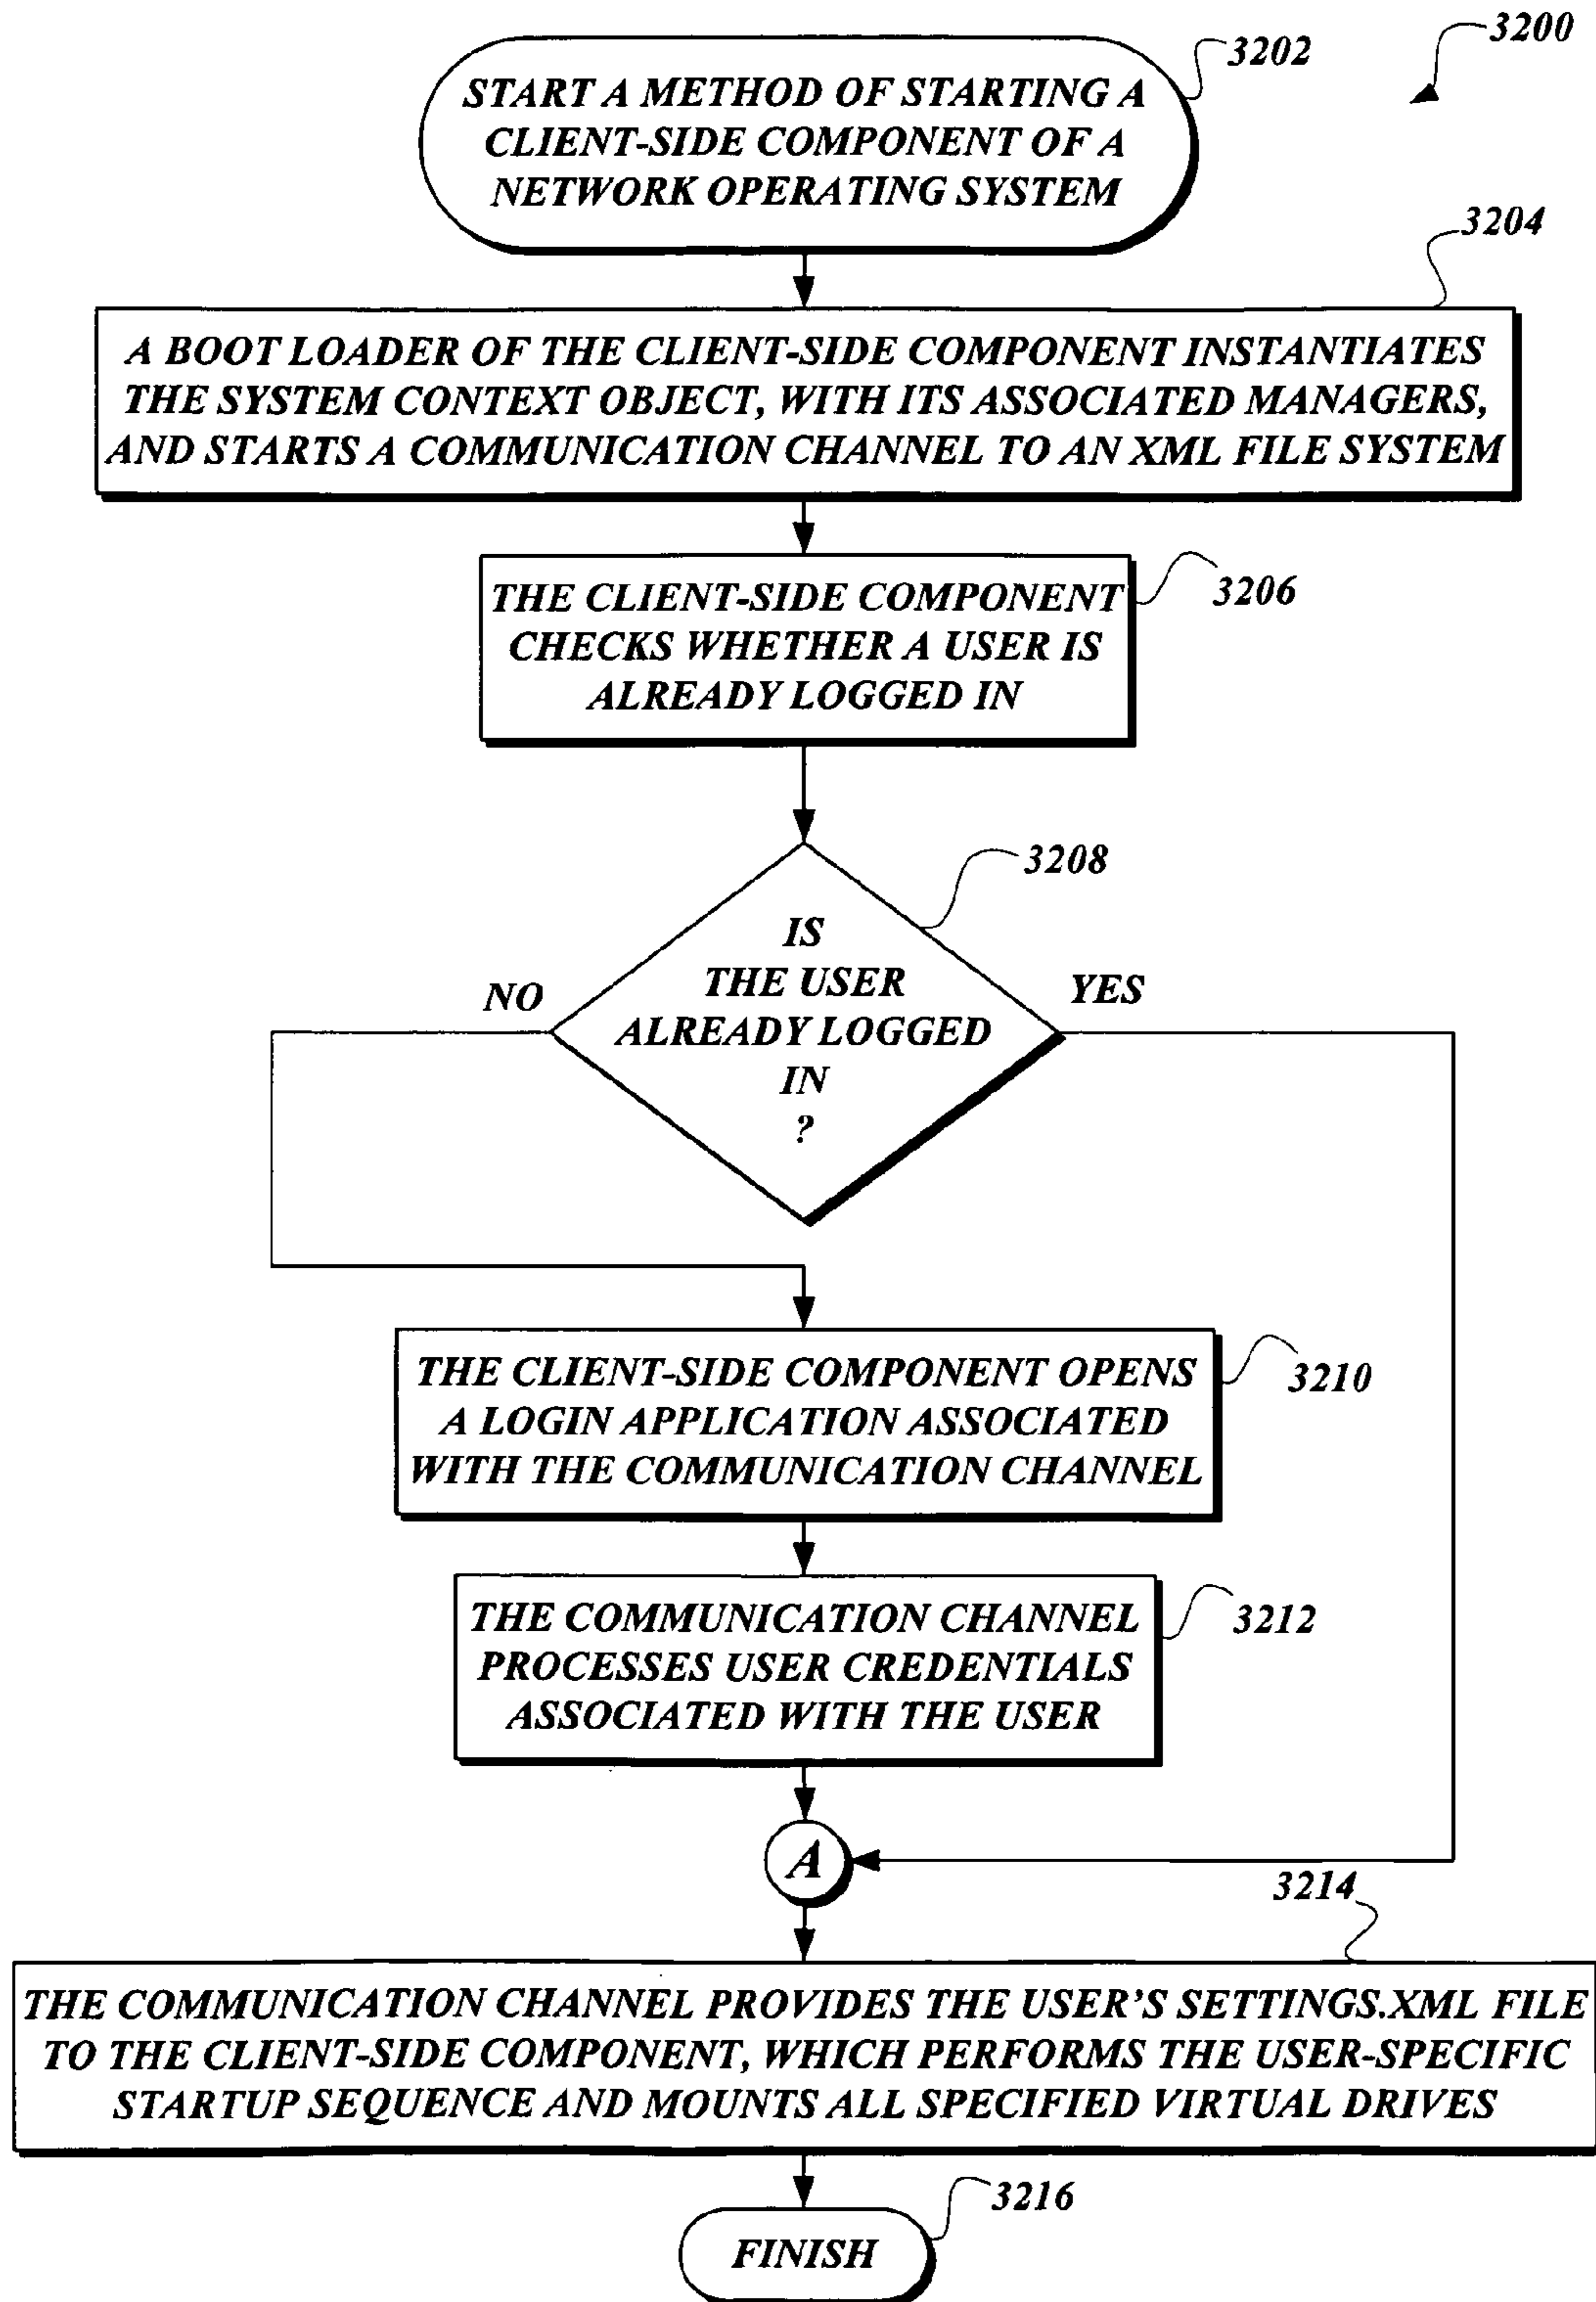 3200
3202
START A METHOD OF STARTING A
CLIENT-SIDE COMPONENT OF A
NETWORK OPERATING SYSTEM
3204
A BOOT LOADER OF THE CLIENT-SIDE COMPONENT INSTANTIATES
THE SYSTEM CONTEXT OBJECT, WITH ITS ASSOCIATED MANAGERS,
AND STARTS A COMMUNICATION CHANNEL TO AN XML FILE SYSTEM
3206
THE CLIENT-SIDE COMPONENT
CHECKS WHETHER A USER IS
ALREADY LOGGED IN
3208
IS
THE USER
ALREADY LOGGED
IN
?
NO
YES
3210
THE CLIENT-SIDE COMPONENT OPENS
A LOGIN APPLICATION ASSOCIATED
WITH THE COMMUNICATION CHANNEL
3212
THE COMMUNICATION CHANNEL
PROCESSES USER CREDENTIALS
ASSOCIATED WITH THE USER
A
3214
THE COMMUNICATION CHANNEL PROVIDES THE USER'S SETTINGS.XML FILE
TO THE CLIENT-SIDE COMPONENT, WHICH PERFORMS THE USER-SPECIFIC
STARTUP SEQUENCE AND MOUNTS ALL SPECIFIED VIRTUAL DRIVES
3216
FINISH